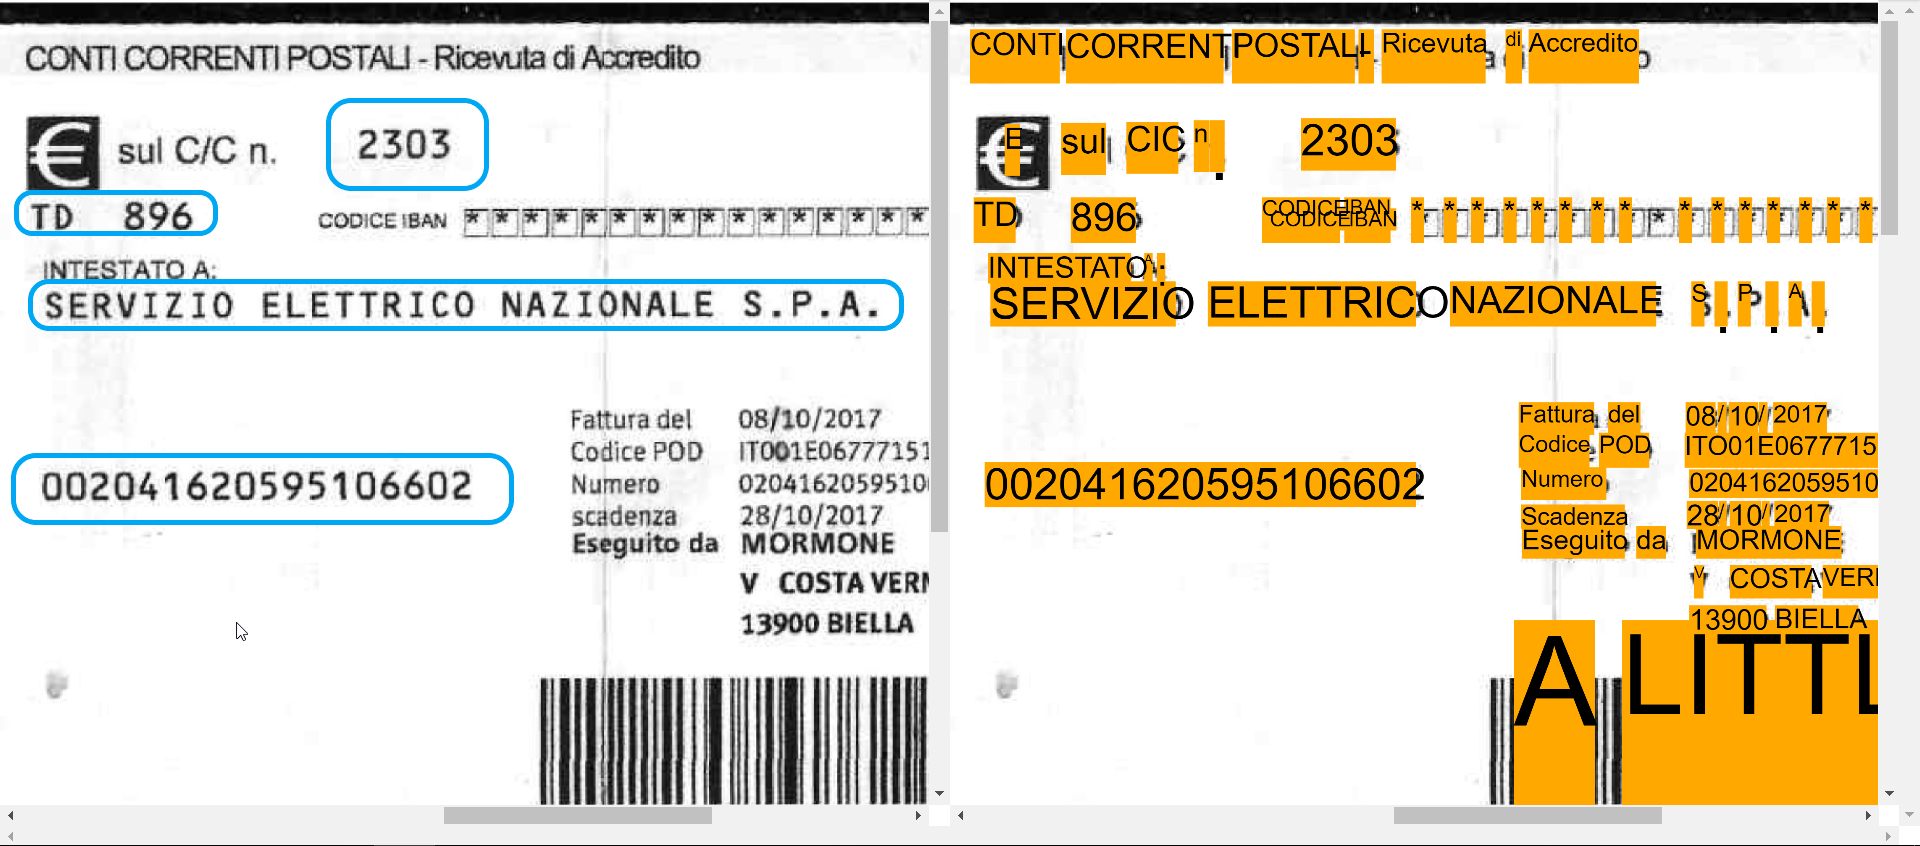 CONTI CORRENTI POSTALI - Ricevuta di Accredito
€ sul C/C n. 2303
TD 896 CODICE IBAN * * * * * * * * * * * * * * * *
INTESTATO A:
SERVIZIO ELETTRICO NAZIONALE S.P.A.
Fattura del 08/10/2017
Codice POD IT001E06777151
002041620595106602
Numero 0204162059510
scadenza 28/10/2017
Eseguito da MORMONE
V COSTA VERN
13900 BIELLA
CONTI CORRENTI POSTALI - Ricevuta di Accredito
E sul CIC n . 2303
TD 896 CODICE IBAN * * * * * * * * * * * * * * * *
CODICE IBAN
INTESTATO A :
SERVIZIO ELETTRICO NAZIONALE S . P . A .
Fattura del 08/10/2017
Codice POD ITO01E0677715
002041620595106602
Numero 0204162059510
Scadenza 28/10/2017
Eseguito da MORMONE
V COSTA VERI
13900 BIELLA
A LITTL